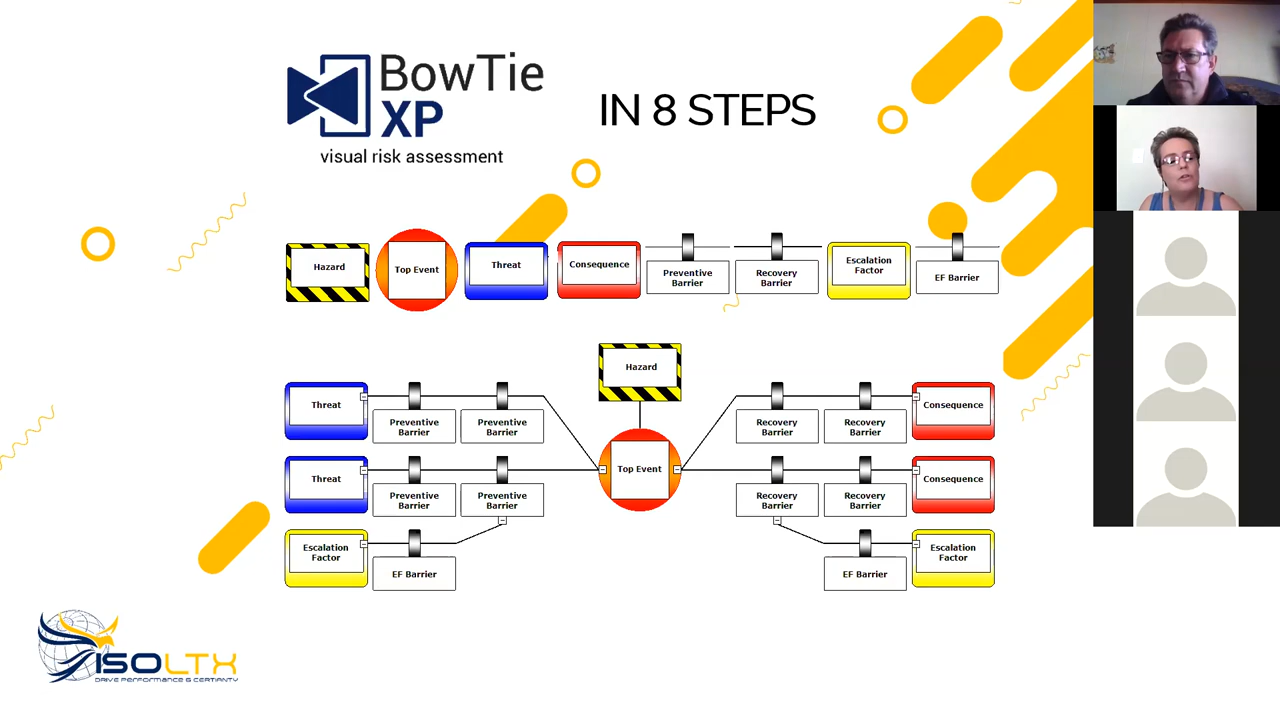 BowTie
XP
visual risk assessment
IN 8 STEPS
Hazard
Top Event
Threat
Consequence
Preventive
Barrier
Recovery
Barrier
Escalation
Factor
EF Barrier
Hazard
Threat
Preventive
Barrier
Preventive
Barrier
Recovery
Barrier
Recovery
Barrier
Consequence
Top Event
Threat
Preventive
Barrier
Preventive
Barrier
Recovery
Barrier
Recovery
Barrier
Consequence
Escalation
Factor
EF Barrier
EF Barrier
Escalation
Factor
ISOLTX
DRIVE PERFORMANCE & CERTIANTY